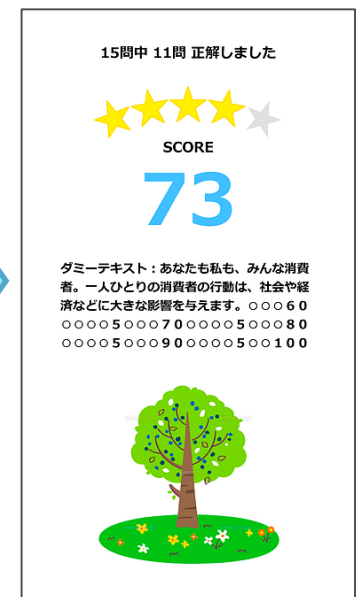 15問中 11問 正解しました
SCORE
73
ダミーテキスト：あなたも私も、みんな消費
者。一人ひとりの消費者の行動は、社会や経
済などに大きな影響を与えます。○○○６０
○○○○５○○○７０○○○○５○○○８０
○○○○５○○○９０○○○○５○○１００